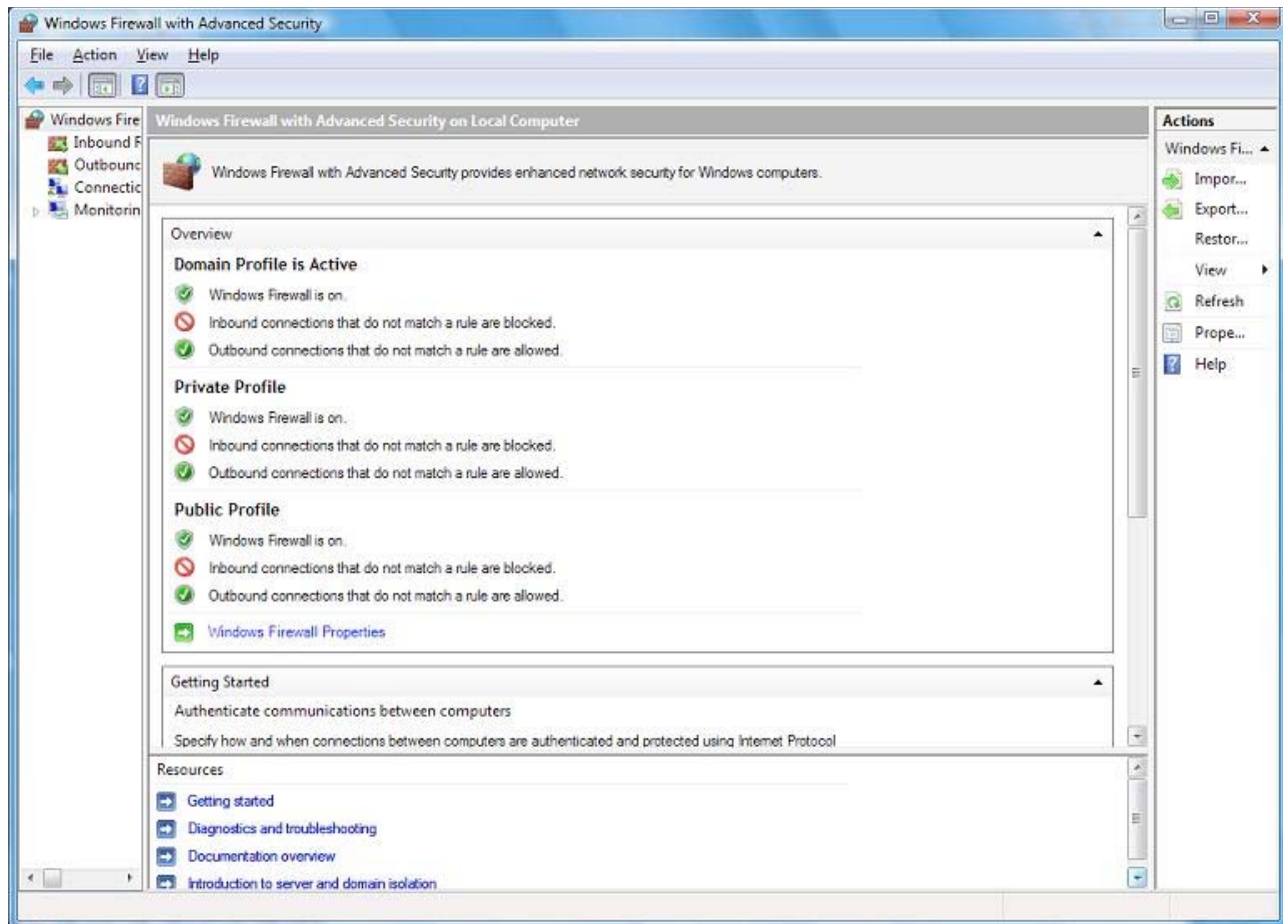 Windows Firewall with Advanced Security
File Action View Help
Windows Fire
Inbound F
Outbounc
Connectic
Monitorin
Windows Firewall with Advanced Security on Local Computer
Windows Firewall with Advanced Security provides enhanced network security for Windows computers.
Overview
Domain Profile is Active
Windows Firewall is on.
Inbound connections that do not match a rule are blocked.
Outbound connections that do not match a rule are allowed.
Private Profile
Windows Firewall is on.
Inbound connections that do not match a rule are blocked.
Outbound connections that do not match a rule are allowed.
Public Profile
Windows Firewall is on.
Inbound connections that do not match a rule are blocked.
Outbound connections that do not match a rule are allowed.
Windows Firewall Properties
Getting Started
Authenticate communications between computers
Specify how and when connections between computers are authenticated and protected using Internet Protocol
Resources
Getting started
Diagnostics and troubleshooting
Documentation overview
Introduction to server and domain isolation
Actions
Windows Fi...
Impor...
Export...
Restor...
View
Refresh
Prope...
Help